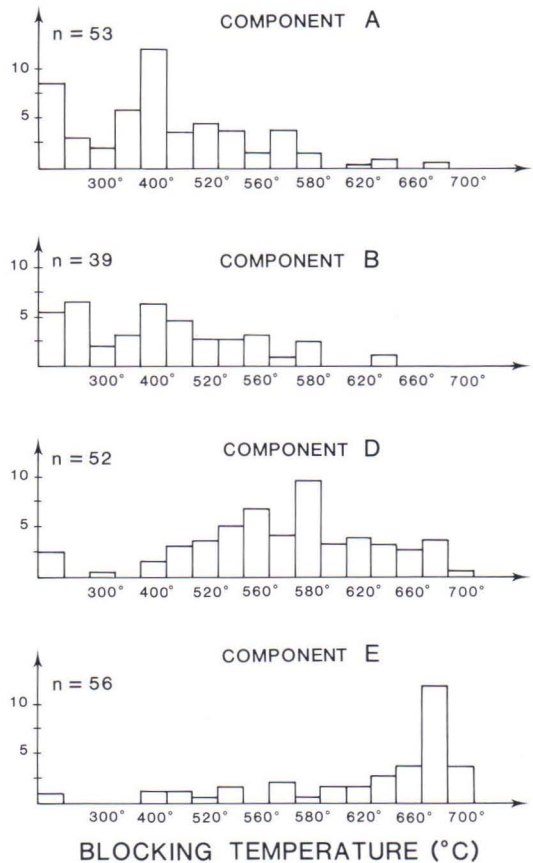 COMPONENT A
n = 53
10
5
300° 400° 520° 560° 580° 620° 660° 700°
COMPONENT B
n = 39
10
5
300° 400° 520° 560° 580° 620° 660° 700°
COMPONENT D
n = 52
10
5
300° 400° 520° 560° 580° 620° 660° 700°
COMPONENT E
n = 56
10
5
300° 400° 520° 560° 580° 620° 660° 700°
BLOCKING TEMPERATURE (°C)